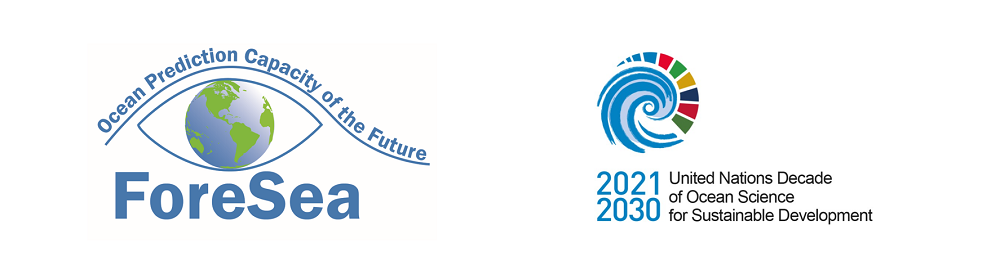 Ocean Prediction Capacity of the Future
ForeSea
2021
2030
United Nations Decade
of Ocean Science
for Sustainable Development